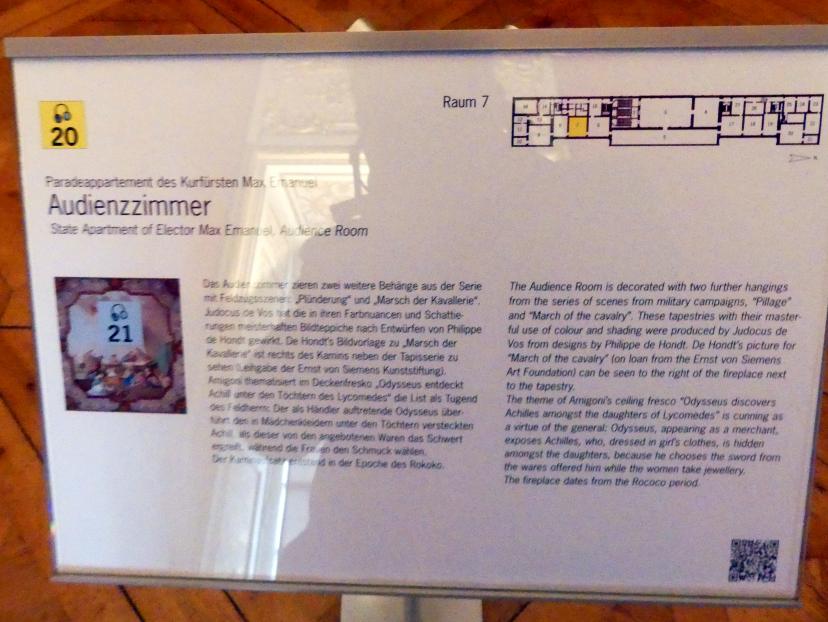 20
Raum 7
Paradeappartement des Kurfürsten Max Emanuel
Audienzzimmer
State Apartment of Elector Max Emanuel, Audience Room
21
Das Audienzzimmer zieren zwei weitere Behänge aus der Serie
mit Feldzugsszenen: „Plünderung" und „Marsch der Kavallerie".
Judocus de Vos hat die in ihren Farbnuancen und Schattie-
rungen meisterhaften Bildteppiche nach Entwürfen von Philippe
de Hondt gewirkt. De Hondt's Bildvorlage zu „Marsch der
Kavallerie" ist rechts des Kamins neben der Tapisserie zu
sehen (Leihgabe der Ernst von Siemens Kunststiftung).
Amigoni thematisiert im Deckenfresko „Odysseus entdeckt
Achill unter den Töchtern des Lycomedes" die List als Tugend
des Feldherrn: Der als Händler auftretende Odysseus über-
führt den in Mädchenkleidern unter den Töchtern versteckten
Achill, als dieser von den angebotenen Waren das Schwert
ergreift, während die Frauen den Schmuck wählen.
Der entstand in der Epoche des Rokoko.
The Audience Room is decorated with two further hangings
from the series of scenes from military campaigns, "Pillage"
and "March of the cavalry". These tapestries with their master-
ful use of colour and shading were produced by Judocus de
Vos from designs by Philippe de Hondt. De Hondt's picture for
"March of the cavalry" (on loan from the Ernst von Siemens
Art Foundation) can be seen to the right of the fireplace next
to the tapestry.
The theme of Amigoni's ceiling fresco "Odysseus discovers
Achilles amongst the daughters of Lycomedes" is cunning as
a virtue of the general: Odysseus, appearing as a merchant,
exposes Achilles, who, dressed in girl's clothes, is hidden
amongst the daughters, because he chooses the sword from
the wares offered him while the women take jewellery.
The fireplace dates from the Rococo period.